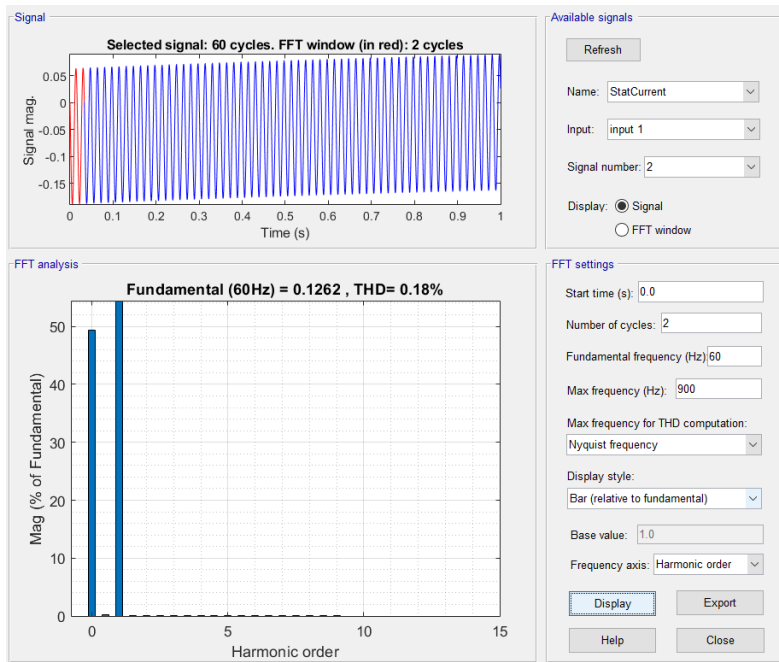 Signal
Selected signal: 60 cycles. FFT window (in red): 2 cycles
Signal mag.
0.05
0
-0.05
-0.1
-0.15
0 0.1 0.2 0.3 0.4 0.5 0.6 0.7 0.8 0.9 1
Time (s)
FFT analysis
Fundamental (60Hz) = 0.1262 , THD= 0.18%
Mag (% of Fundamental)
50
40
30
20
10
0
0 5 10 15
Harmonic order
Available signals
Refresh
Name: StatCurrent
Input: input 1
Signal number: 2
Display: Signal
FFT window
FFT settings
Start time (s): 0.0
Number of cycles: 2
Fundamental frequency (Hz): 60
Max frequency (Hz): 900
Max frequency for THD computation:
Nyquist frequency
Display style:
Bar (relative to fundamental)
Base value: 1.0
Frequency axis: Harmonic order
Display Export
Help Close